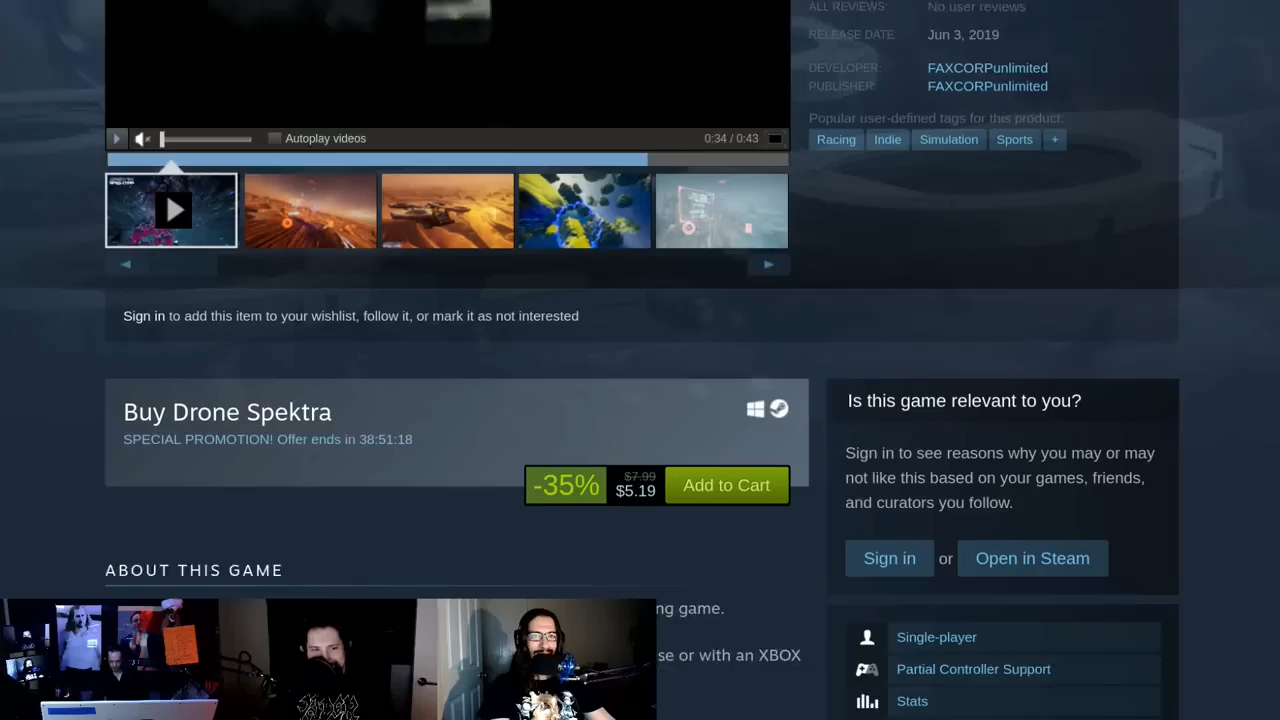 ALL REVIEWS: No user reviews
RELEASE DATE: Jun 3, 2019
DEVELOPER: FAXCORPunlimited
PUBLISHER: FAXCORPunlimited
Popular user-defined tags for this product:
Racing Indie Simulation Sports +
Autoplay videos 0:34 / 0:43
Sign in to add this item to your wishlist, follow it, or mark it as not interested
Buy Drone Spektra
SPECIAL PROMOTION! Offer ends in 38:51:18
-35% $7.99 $5.19 Add to Cart
Is this game relevant to you?
Sign in to see reasons why you may or may
not like this based on your games, friends,
and curators you follow.
Sign in or Open in Steam
ABOUT THIS GAME
ng game.
se or with an XBOX
Single-player
Partial Controller Support
Stats